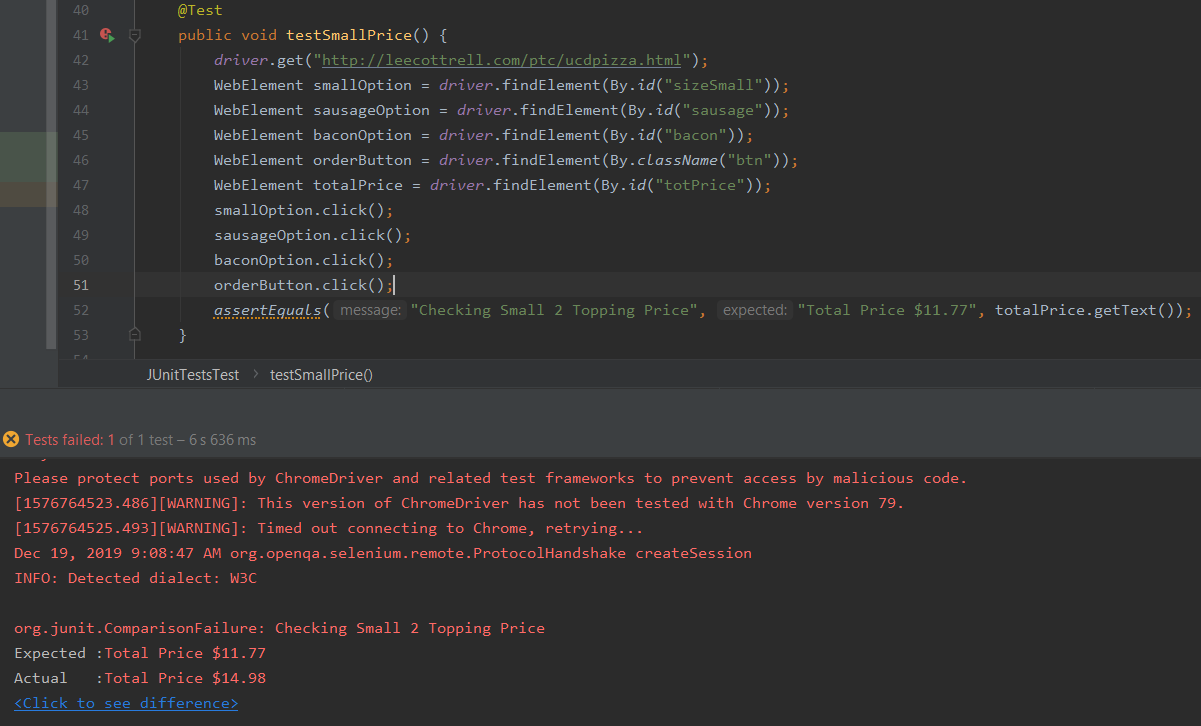 40 @Test
41 public void testSmallPrice() {
42 driver.get("http://leecottrell.com/ptc/ucdpizza.html");
43 WebElement smallOption = driver.findElement(By.id("sizeSmall"));
44 WebElement sausageOption = driver.findElement(By.id("sausage"));
45 WebElement baconOption = driver.findElement(By.id("bacon"));
46 WebElement orderButton = driver.findElement(By.className("btn"));
47 WebElement totalPrice = driver.findElement(By.id("totPrice"));
48 smallOption.click();
49 sausageOption.click();
50 baconOption.click();
51 orderButton.click();
52 assertEquals( message: "Checking Small 2 Topping Price", expected: "Total Price $11.77", totalPrice.getText());
53 }
54
JUnitTestsTest > testSmallPrice()
Tests failed: 1 of 1 test – 6 s 636 ms
Please protect ports used by ChromeDriver and related test frameworks to prevent access by malicious code.
[1576764523.486][WARNING]: This version of ChromeDriver has not been tested with Chrome version 79.
[1576764525.493][WARNING]: Timed out connecting to Chrome, retrying...
Dec 19, 2019 9:08:47 AM org.openqa.selenium.remote.ProtocolHandshake createSession
INFO: Detected dialect: W3C
org.junit.ComparisonFailure: Checking Small 2 Topping Price
Expected :Total Price $11.77
Actual   :Total Price $14.98
<Click to see difference>